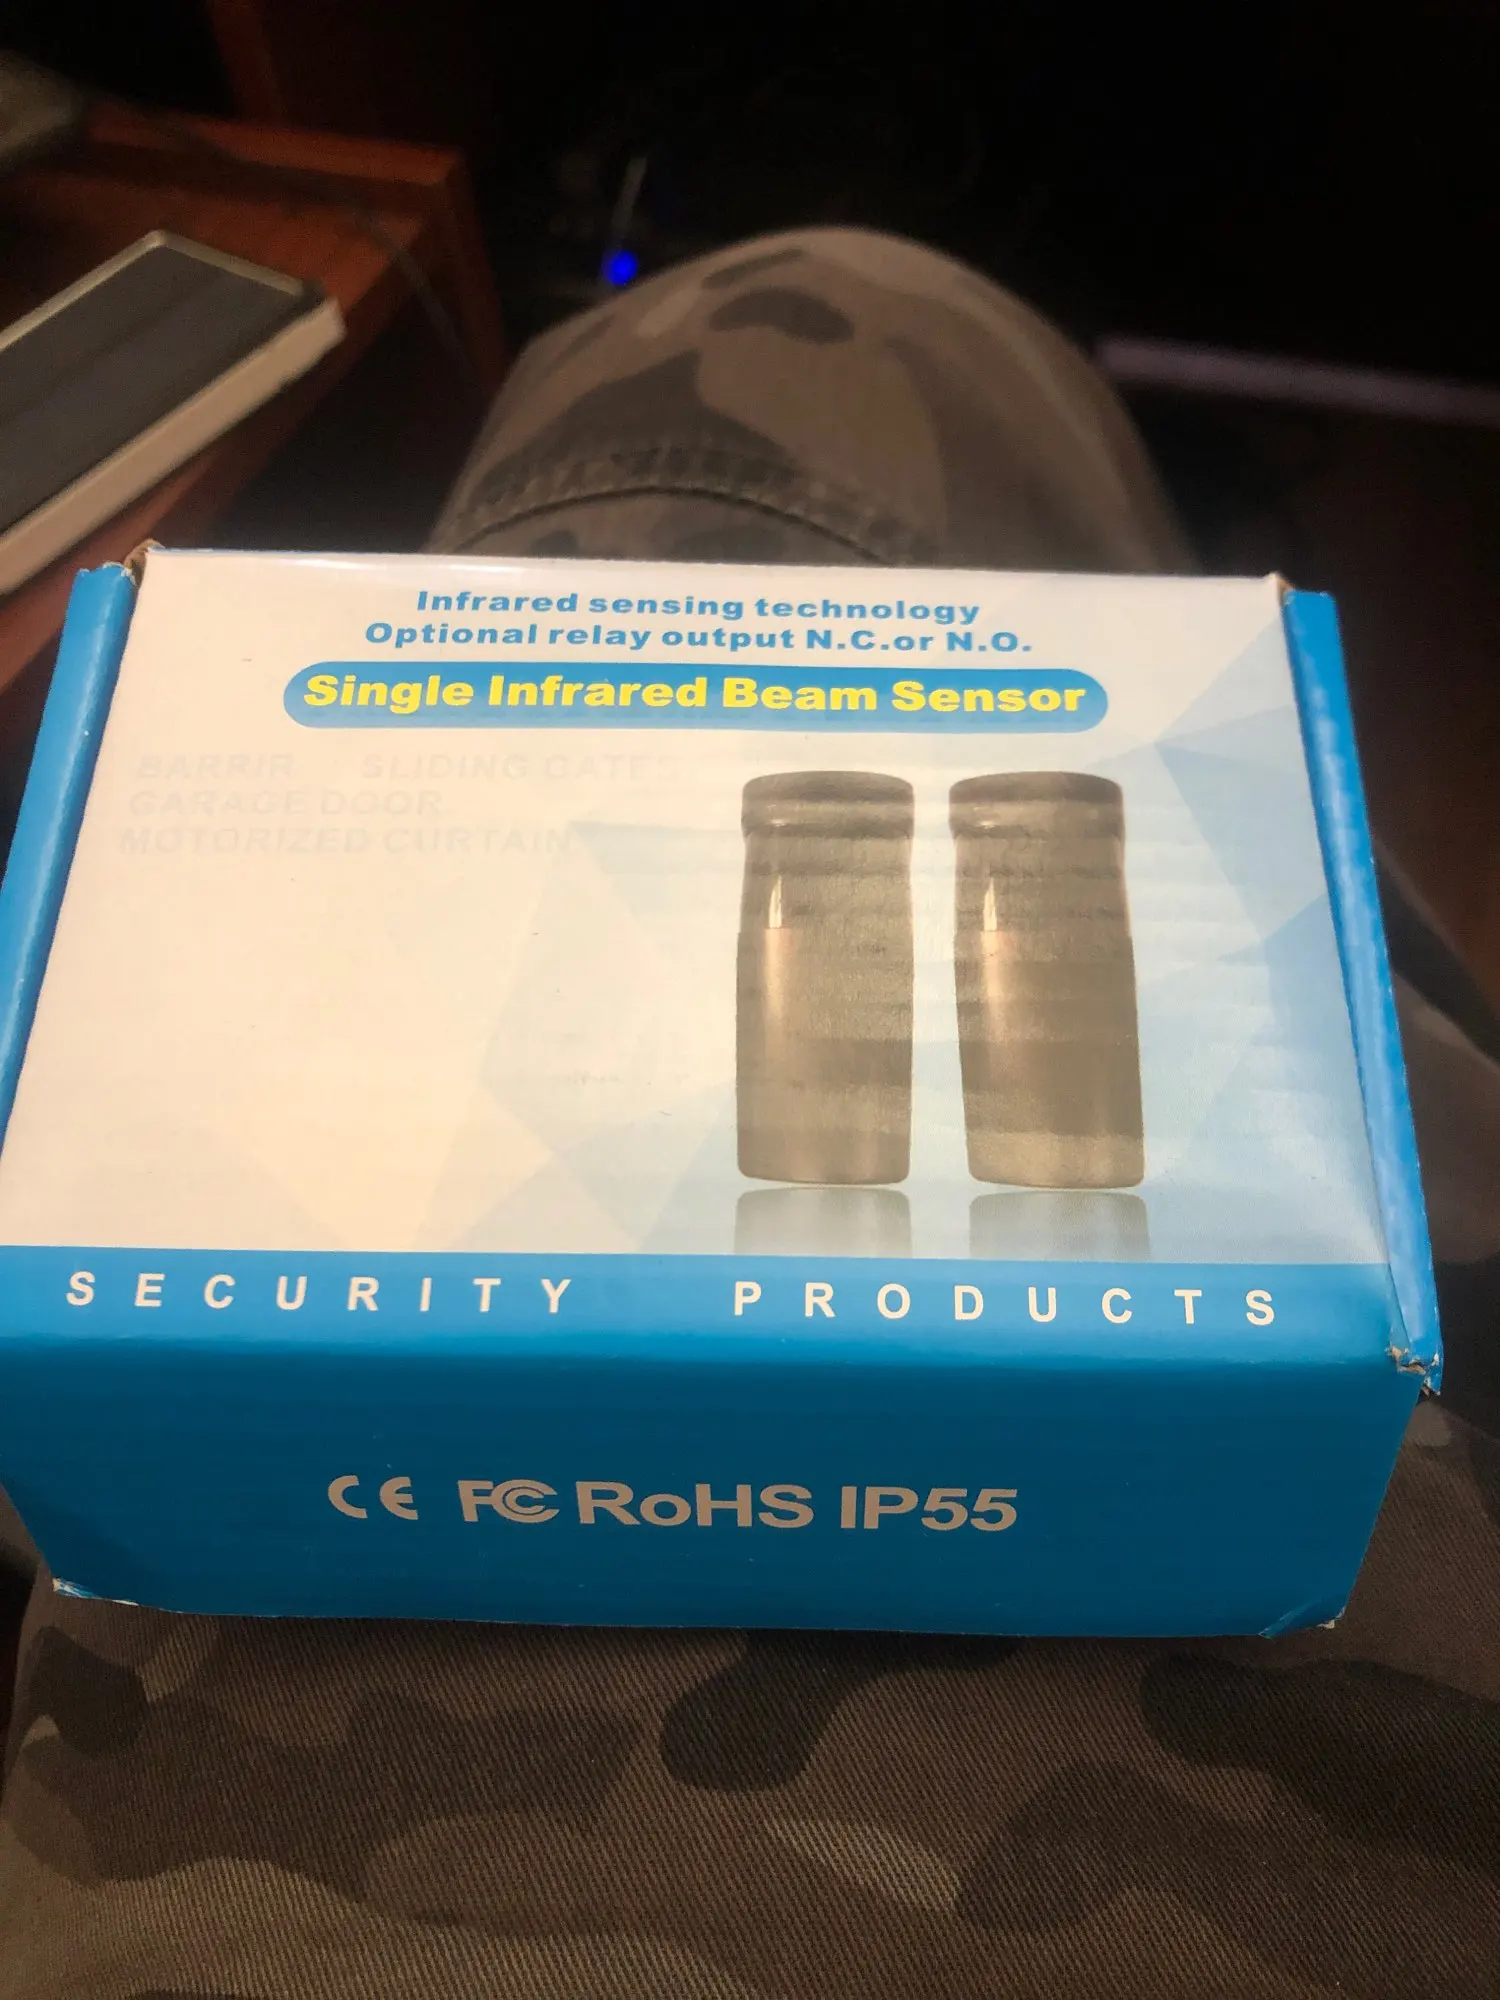 Infrared sensing technology
Optional relay output N.C.or N.O.
Single Infrared Beam Sensor
BARRIR SLIDING GATES
GARAGE DOOR
MOTORIZED CURTAIN
SECURITY PRODUCTS
CE FC RoHS IP55